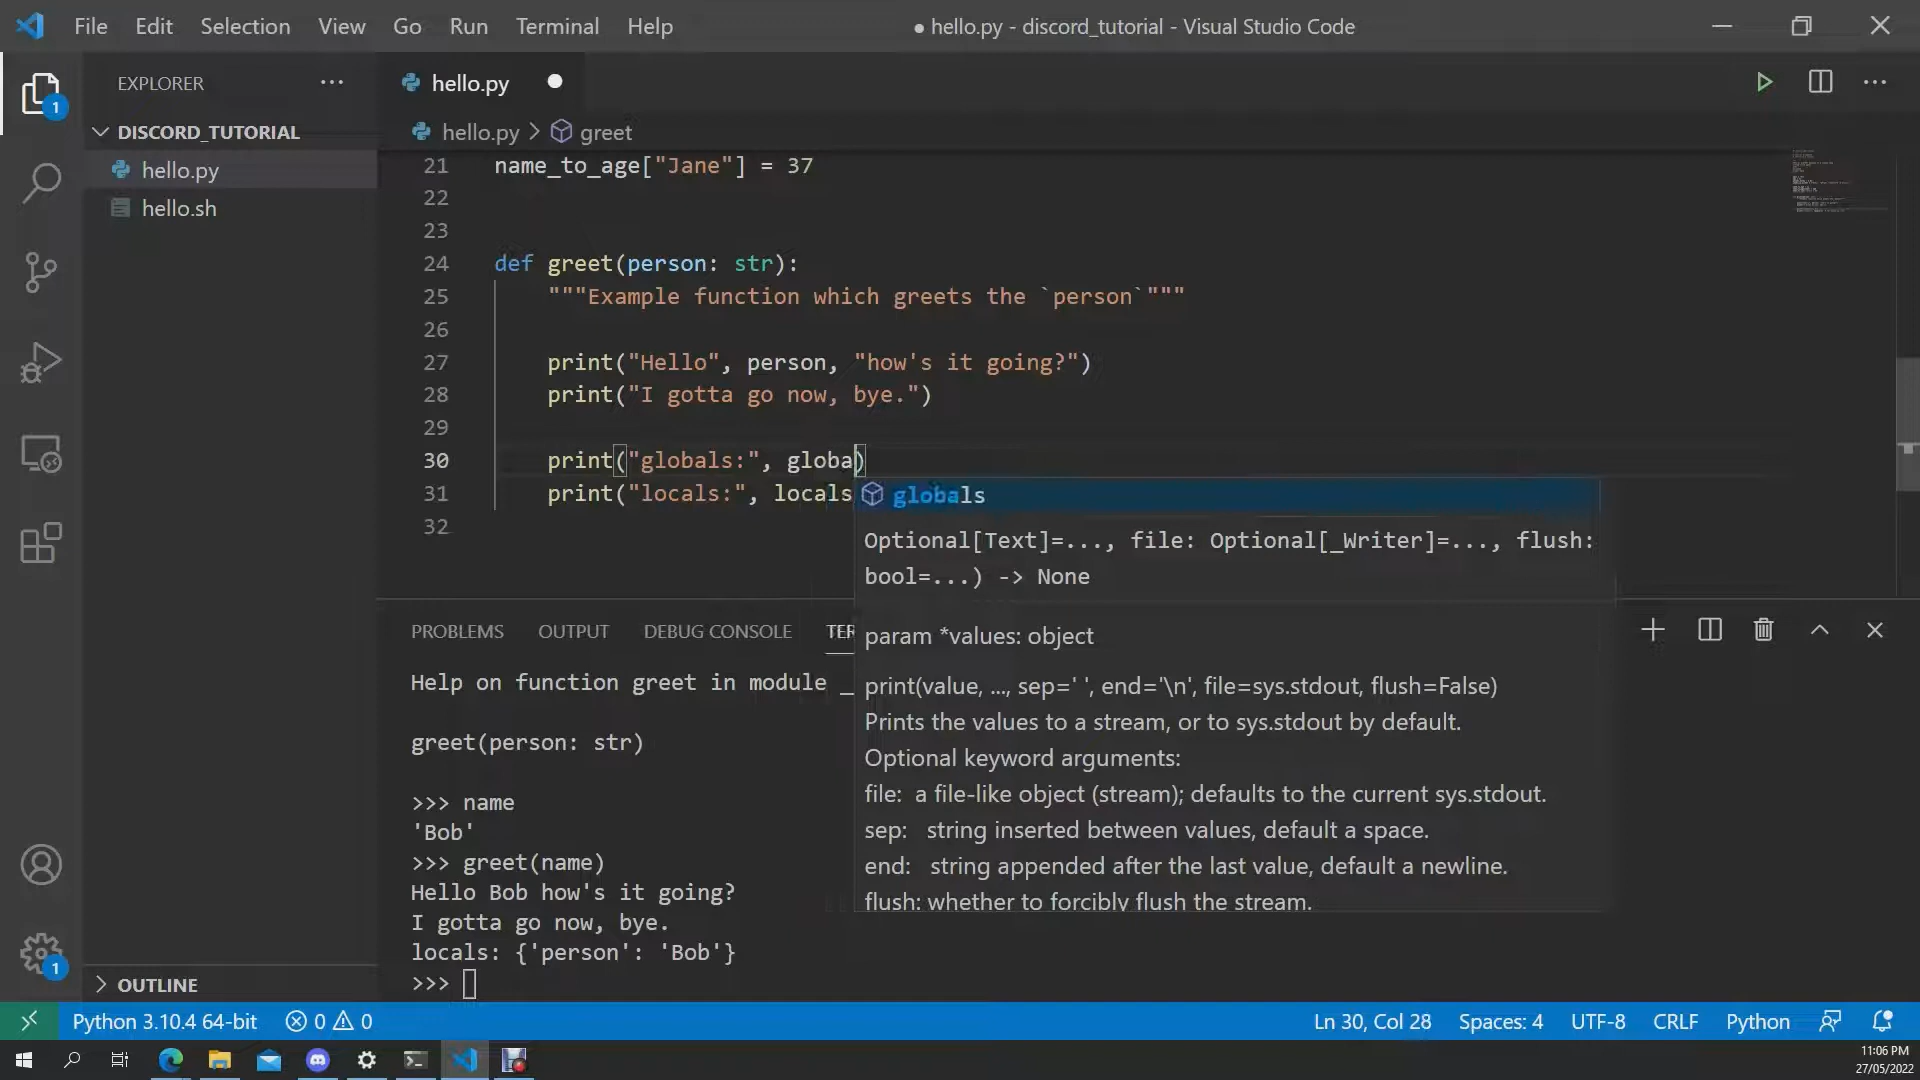 File Edit Selection View Go Run Terminal Help
● hello.py - discord_tutorial - Visual Studio Code
EXPLORER
hello.py
1
DISCORD_TUTORIAL
hello.py > greet
hello.py
hello.sh
21 name_to_age["Jane"] = 37
22
23
24 def greet(person: str):
25 """Example function which greets the `person`"""
26
27 print("Hello", person, "how's it going?")
28 print("I gotta go now, bye.")
29
30 print("globals:", globa)
31 print("locals:", locals
32
globals
Optional[Text]=..., file: Optional[_Writer]=..., flush:
bool=...) -> None
param *values: object
print(value, ..., sep=' ', end='\n', file=sys.stdout, flush=False)
Prints the values to a stream, or to sys.stdout by default.
Optional keyword arguments:
file: a file-like object (stream); defaults to the current sys.stdout.
sep: string inserted between values, default a space.
end: string appended after the last value, default a newline.
flush: whether to forcibly flush the stream.
PROBLEMS OUTPUT DEBUG CONSOLE TER
Help on function greet in module _
greet(person: str)
>>> name
'Bob'
>>> greet(name)
Hello Bob how's it going?
I gotta go now, bye.
locals: {'person': 'Bob'}
>>>
1
OUTLINE
Python 3.10.4 64-bit 0 0
Ln 30, Col 28 Spaces: 4 UTF-8 CRLF Python
11:06 PM
27/05/2022